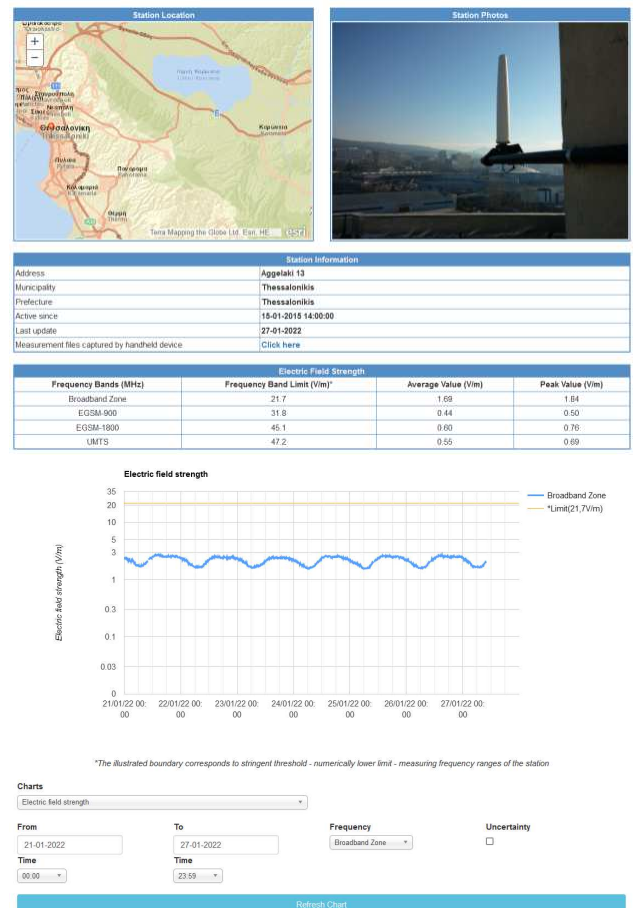 Station Location
Station Photos
+
−
Θεσσαλονίκη
Πυλαία
Καλαμαριά
Πανόραμα
Θέρμη
Terra Mapping the Globe Ltd. Esri, HE
esri
Station Information
Address Aggelaki 13
Municipality Thessalonikis
Prefecture Thessalonikis
Active since 15-01-2015 14:00:00
Last update 27-01-2022
Measurement files captured by handheld device Click here
Electric Field Strength
Frequency Bands (MHz) Frequency Band Limit (V/m)* Average Value (V/m) Peak Value (V/m)
Broadband Zone 21.7 1.69 1.84
EGSM-900 31.8 0.44 0.50
EGSM-1800 45.1 0.60 0.76
UMTS 47.2 0.55 0.69
Electric field strength
Electric field strength (V/m)
35
20
10
5
3
1
0.3
0.1
0.03
0
21/01/22 00: 22/01/22 00: 23/01/22 00: 24/01/22 00: 25/01/22 00: 26/01/22 00: 27/01/22 00:
00 00 00 00 00 00 00
Broadband Zone
*Limit(21,7V/m)
*The illustrated boundary corresponds to stringent threshold - numerically lower limit - measuring frequency ranges of the station
Charts
Electric field strength
From To Frequency Uncertainty
21-01-2022 27-01-2022 Broadband Zone
Time Time
00:00 23:59
Refresh Chart